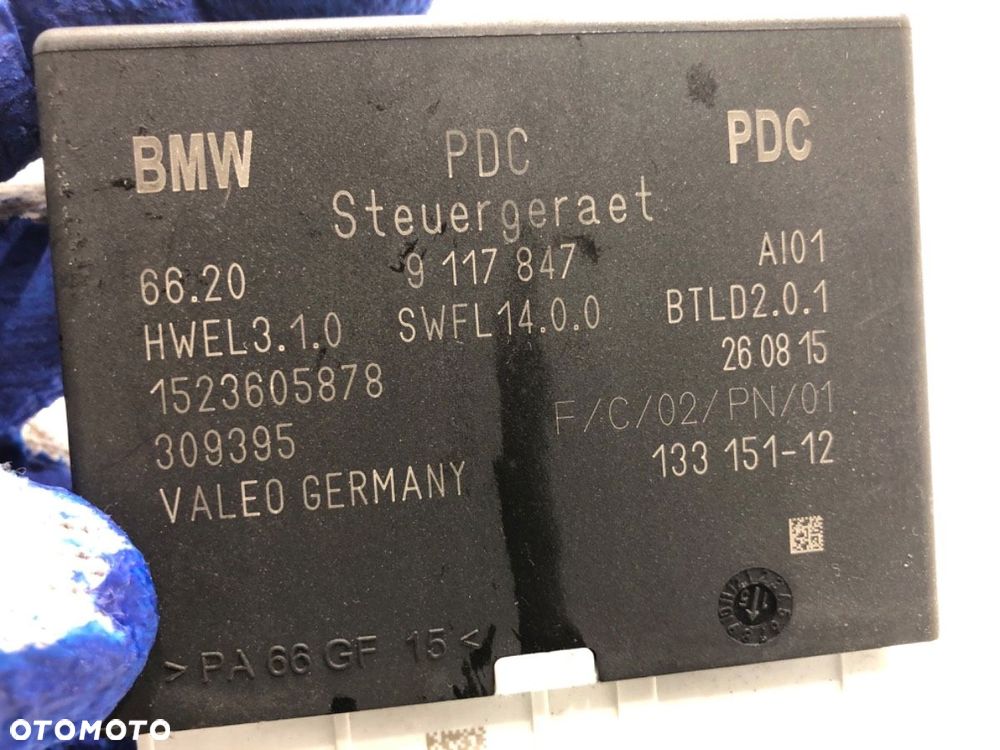 BMW PDC PDC
Steuergeraet
66.20 9 117 847 AI01
HWEL3.1.0 SWFL14.0.0 BTLD2.0.1
1523605878 26 08 15
309395 F/C/02/PN/01
VALEO GERMANY 133 151-12
> PA 66 GF 15 <
OTOMOTO